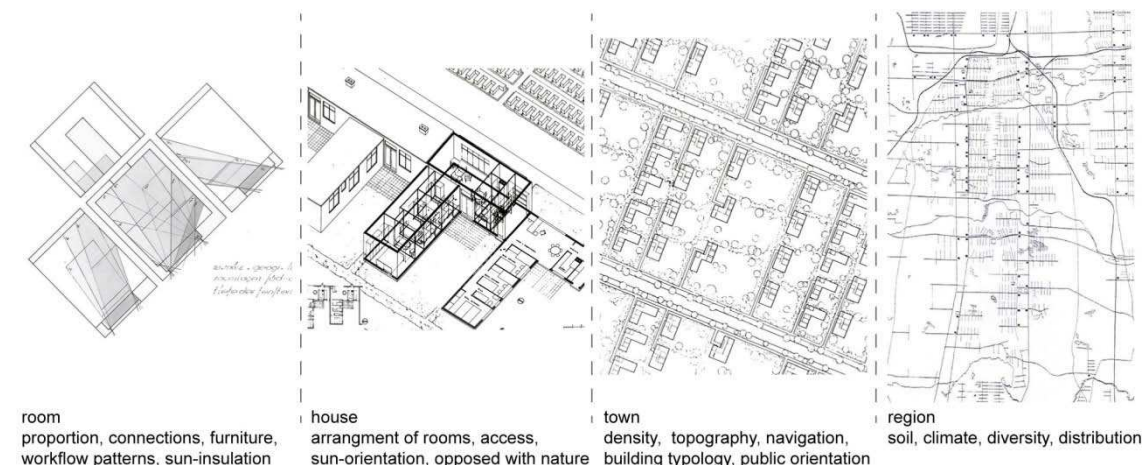 room
proportion, connections, furniture,
workflow patterns, sun-insulation
house
arrangment of rooms, access,
sun-orientation, opposed with nature
town
density, topography, navigation,
building typology, public orientation
region
soil, climate, diversity, distribution